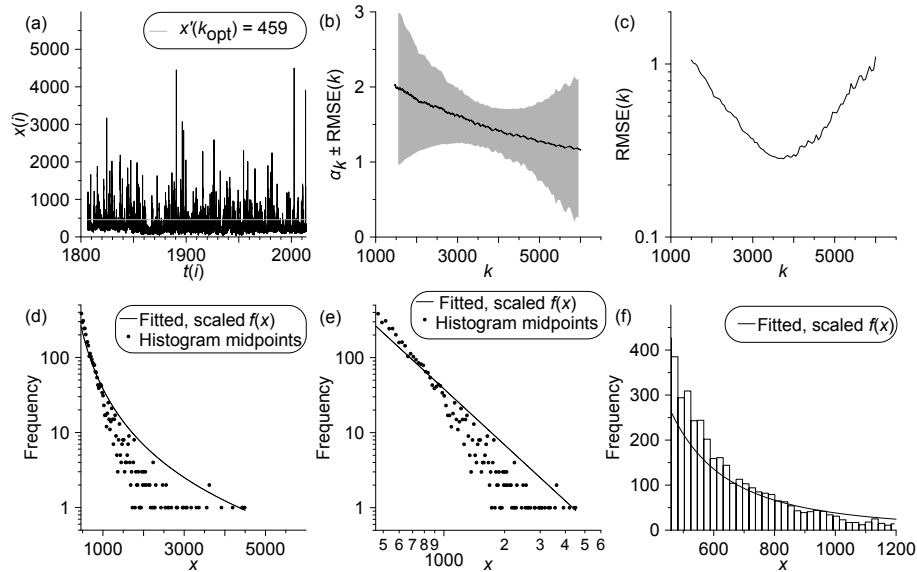 (a)
x'(k_opt) = 459
x(i)
5000
4000
3000
2000
1000
0
1800
1900
2000
t(i)
(b)
α_k ± RMSE(k)
3
2
1
0
1000
3000
5000
k
(c)
RMSE(k)
1
0.1
1000
3000
5000
k
(d)
Fitted, scaled f(x)
Histogram midpoints
Frequency
100
10
1
1000
3000
5000
x
(e)
Fitted, scaled f(x)
Histogram midpoints
Frequency
100
10
1
5 6 7 8 9 1000 2 3 4 5 6
x
(f)
Fitted, scaled f(x)
Frequency
400
300
200
100
0
600
800
1000
1200
x